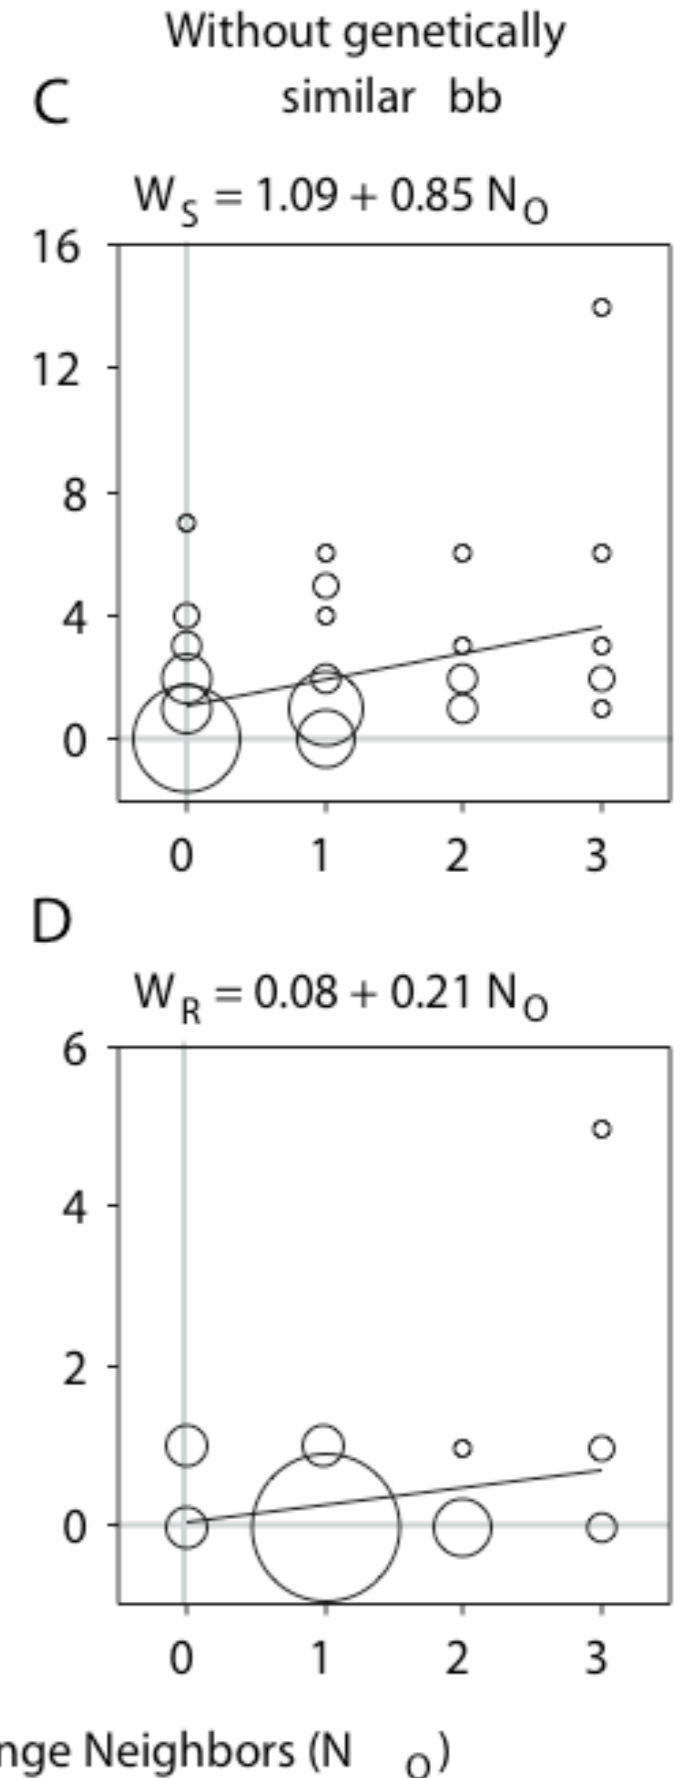 Without genetically
similar bb
C
W_S = 1.09 + 0.85 N_O
16
12
8
4
0
0 1 2 3
D
W_R = 0.08 + 0.21 N_O
6
4
2
0
0 1 2 3
nge Neighbors (N_O)